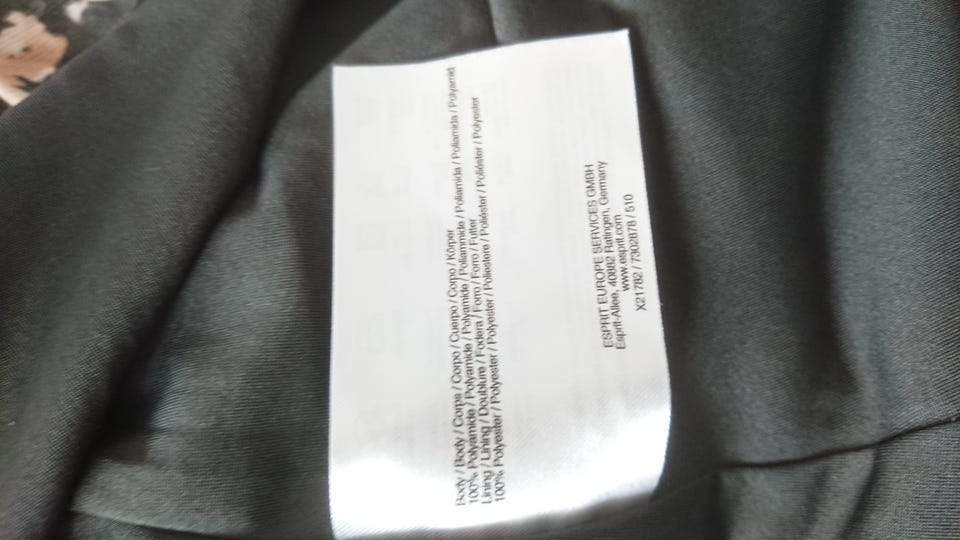 Body / Body / Corps / Corpo / Cuerpo / Corpo / Körper
100% Polyamide / Polyamide / Polyamide / Poliammide / Poliamida / Poliamida / Polyamid
Lining / Lining / Doublure / Fodera / Forro / Forro / Futter
100% Polyester / Polyester / Polyester / Poliestere / Poliéster / Poliéster / Polyester
ESPRIT EUROPE SERVICES GMBH
Esprit-Allee, 40882 Ratingen, Germany
www.esprit.com
X21782 / 7302878 / 510